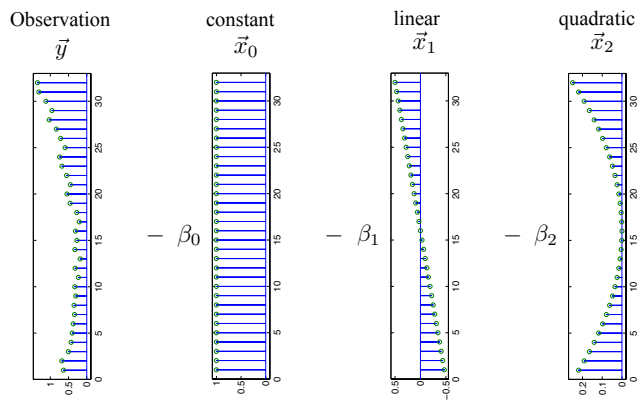 Observation constant linear quadratic
y⃗ x⃗₀ x⃗₁ x⃗₂
30 30 30 30
25 25 25 25
20 20 20 20
− β₀ − β₁ − β₂
15 15 15 15
10 10 10 10
5 5 5 5
0 0 0 0
1 0.5 0 1 0.5 0 0.5 0 −0.5 0.2 0.1 0